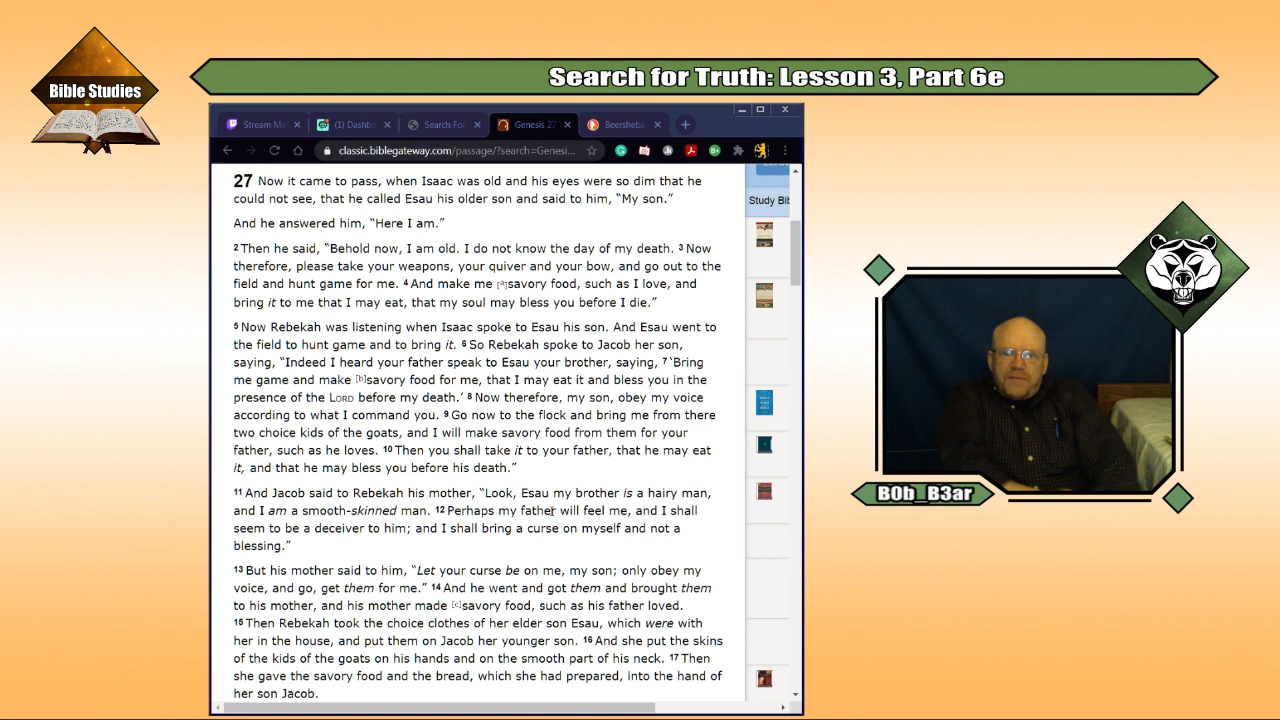 Search for Truth: Lesson 3, Part 6e
Bible Studies
Stream Ma
(1) Dashbo
Search For
Genesis 27
Beersheba
classic.biblegateway.com/passage/?search=Genesi...
27 Now it came to pass, when Isaac was old and his eyes were so dim that he
could not see, that he called Esau his older son and said to him, “My son.”
And he answered him, “Here I am.”
2 Then he said, “Behold now, I am old. I do not know the day of my death. 3 Now
therefore, please take your weapons, your quiver and your bow, and go out to the
field and hunt game for me. 4 And make me [a]savory food, such as I love, and
bring it to me that I may eat, that my soul may bless you before I die.”
5 Now Rebekah was listening when Isaac spoke to Esau his son. And Esau went to
the field to hunt game and to bring it. 6 So Rebekah spoke to Jacob her son,
saying, “Indeed I heard your father speak to Esau your brother, saying, 7 ‘Bring
me game and make [b]savory food for me, that I may eat it and bless you in the
presence of the LORD before my death.’ 8 Now therefore, my son, obey my voice
according to what I command you. 9 Go now to the flock and bring me from there
two choice kids of the goats, and I will make savory food from them for your
father, such as he loves. 10 Then you shall take it to your father, that he may eat
it, and that he may bless you before his death.”
11 And Jacob said to Rebekah his mother, “Look, Esau my brother is a hairy man,
and I am a smooth-skinned man. 12 Perhaps my father will feel me, and I shall
seem to be a deceiver to him; and I shall bring a curse on myself and not a
blessing.”
13 But his mother said to him, “Let your curse be on me, my son; only obey my
voice, and go, get them for me.” 14 And he went and got them and brought them
to his mother, and his mother made [c]savory food, such as his father loved.
15 Then Rebekah took the choice clothes of her elder son Esau, which were with
her in the house, and put them on Jacob her younger son. 16 And she put the skins
of the kids of the goats on his hands and on the smooth part of his neck. 17 Then
she gave the savory food and the bread, which she had prepared, into the hand of
her son Jacob.
Study Bib
B0b_B3ar